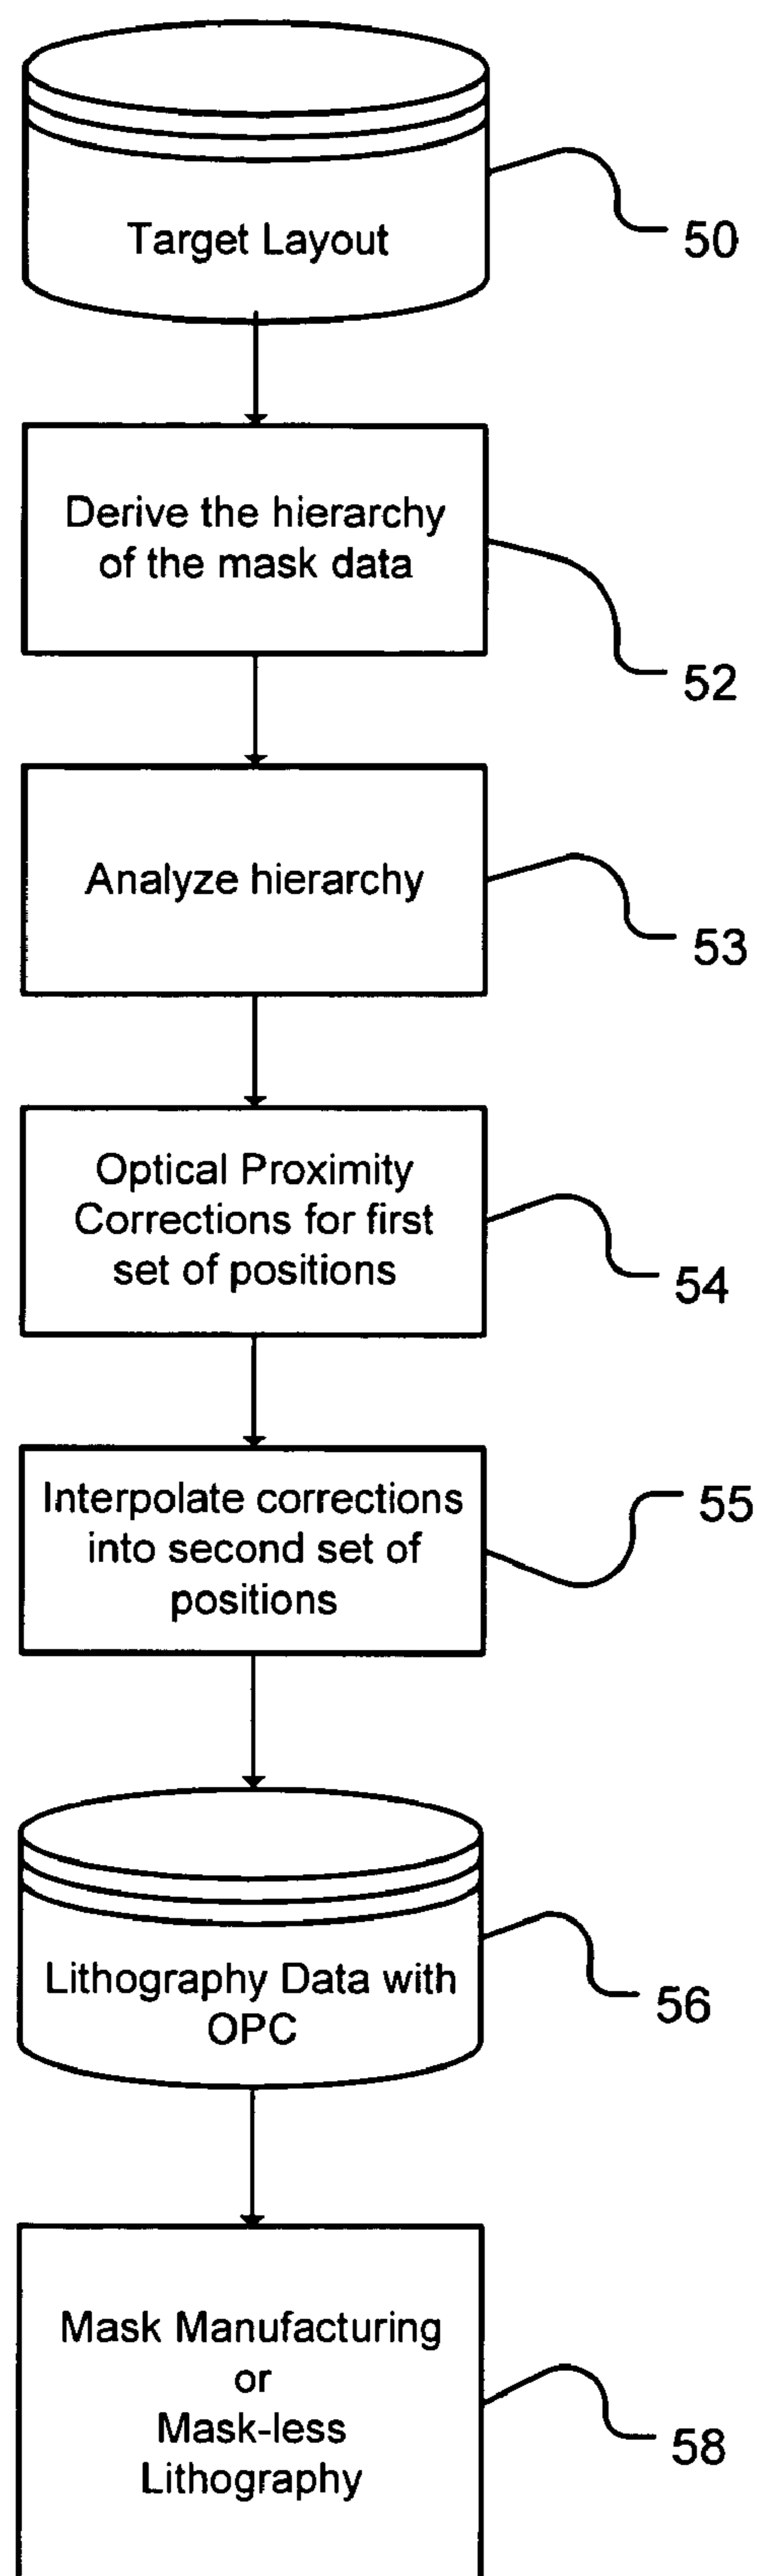 Target Layout
50
Derive the hierarchy
of the mask data
52
Analyze hierarchy
53
Optical Proximity
Corrections for first
set of positions
54
Interpolate corrections
into second set of
positions
55
Lithography Data with
OPC
56
Mask Manufacturing
or
Mask-less
Lithography
58